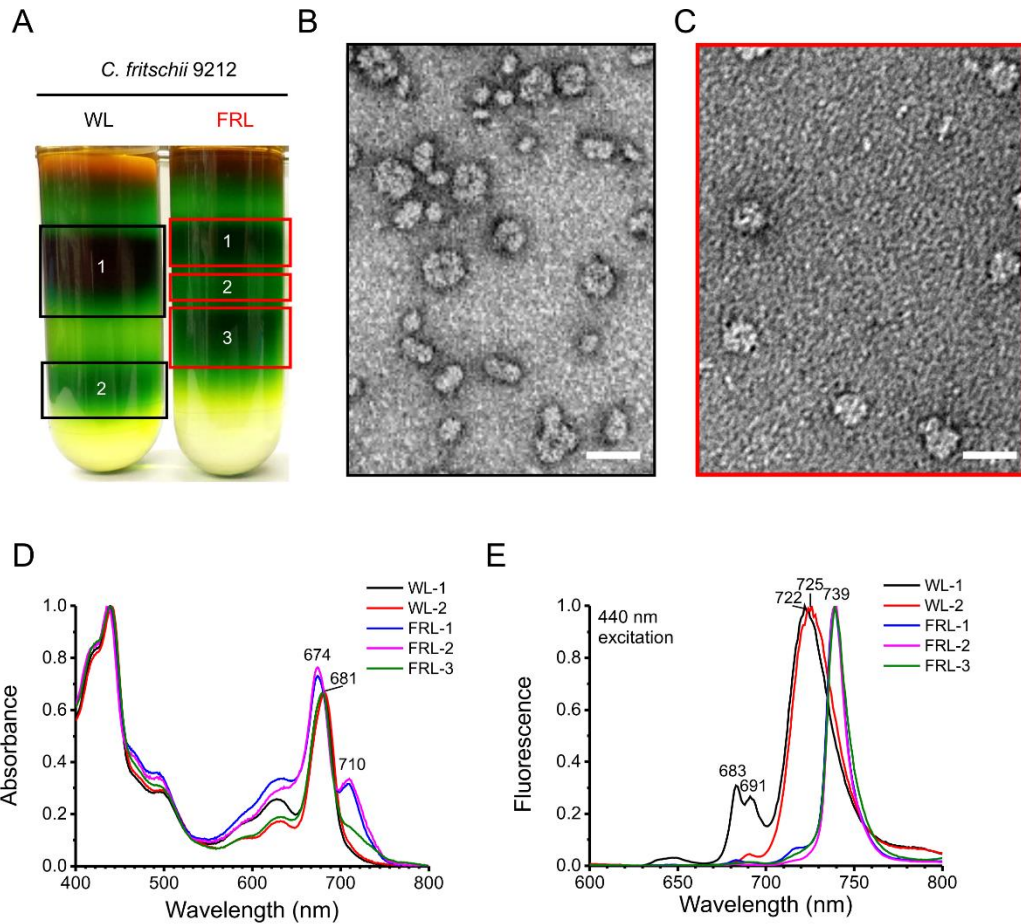 A
C. fritschii 9212
WL
FRL
1
2
1
2
3
B
C
D
Absorbance
1.0
0.8
0.6
0.4
0.2
0.0
674
681
710
WL-1
WL-2
FRL-1
FRL-2
FRL-3
400
500
600
700
800
Wavelength (nm)
E
Fluorescence
1.0
0.8
0.6
0.4
0.2
0.0
440 nm
excitation
683
691
722
725
739
WL-1
WL-2
FRL-1
FRL-2
FRL-3
600
650
700
750
800
Wavelength (nm)